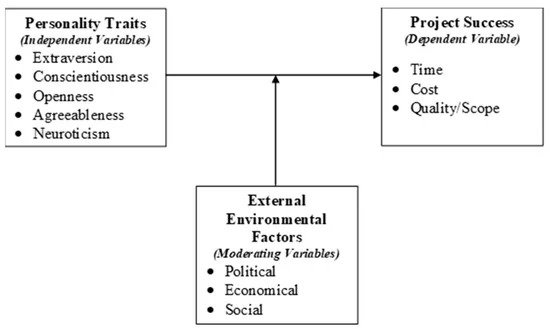 Personality Traits
(Independent Variables)
• Extraversion
• Conscientiousness
• Openness
• Agreeableness
• Neuroticism
Project Success
(Dependent Variable)
• Time
• Cost
• Quality/Scope
External
Environmental
Factors
(Moderating Variables)
• Political
• Economical
• Social